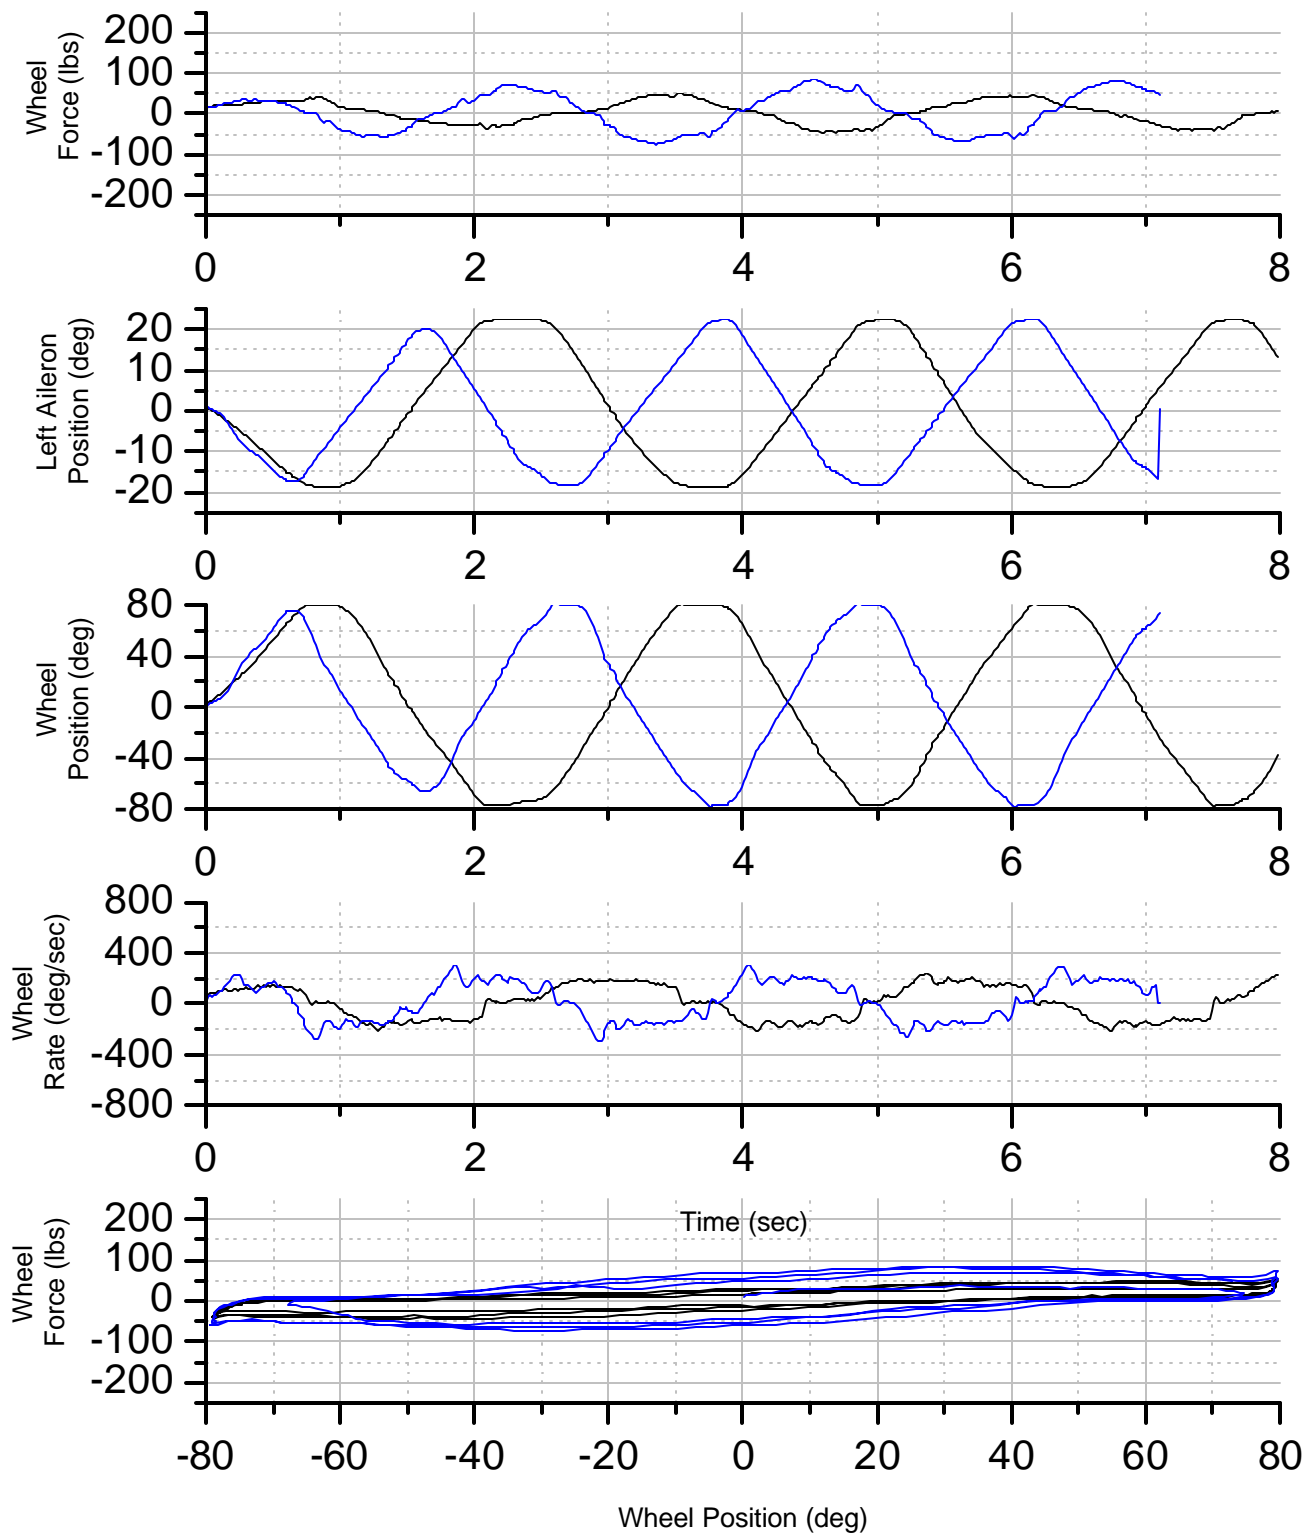 Wheel
Force (lbs)
200
100
0
-100
-200
0 2 4 6 8
Left Aileron
Position (deg)
20
10
0
-10
-20
0 2 4 6 8
Wheel
Position (deg)
80
40
0
-40
-80
0 2 4 6 8
Wheel
Rate (deg/sec)
800
400
0
-400
-800
0 2 4 6 8
Time (sec)
Wheel
Force (lbs)
200
100
0
-100
-200
-80 -60 -40 -20 0 20 40 60 80
Wheel Position (deg)